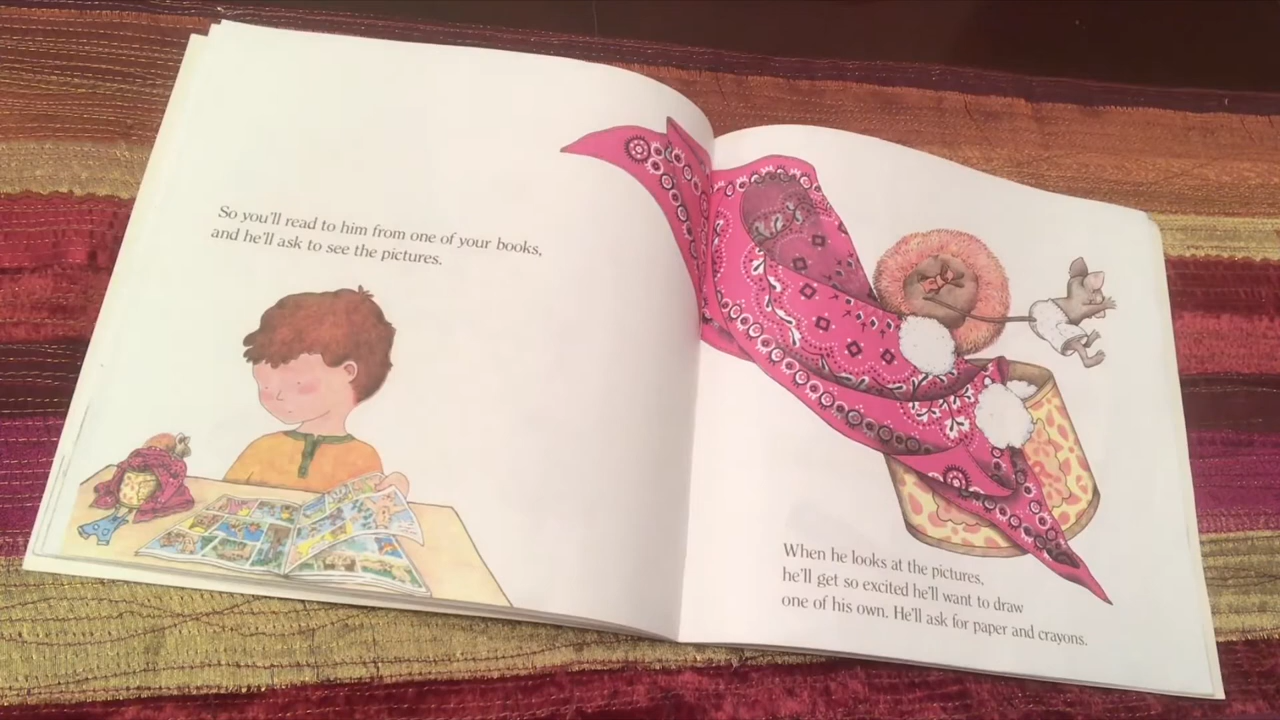 So you'll read to him from one of your books,
and he'll ask to see the pictures.
When he looks at the pictures,
he'll get so excited he'll want to draw
one of his own. He'll ask for paper and crayons.